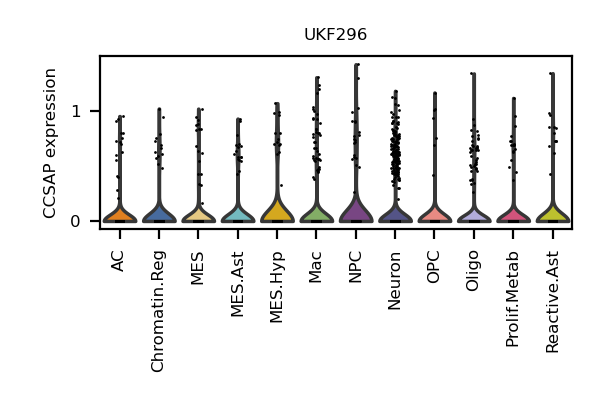 UKF296
CCSAP expression
1
0
AC
Chromatin.Reg
MES
MES.Ast
MES.Hyp
Mac
NPC
Neuron
OPC
Oligo
Prolif.Metab
Reactive.Ast